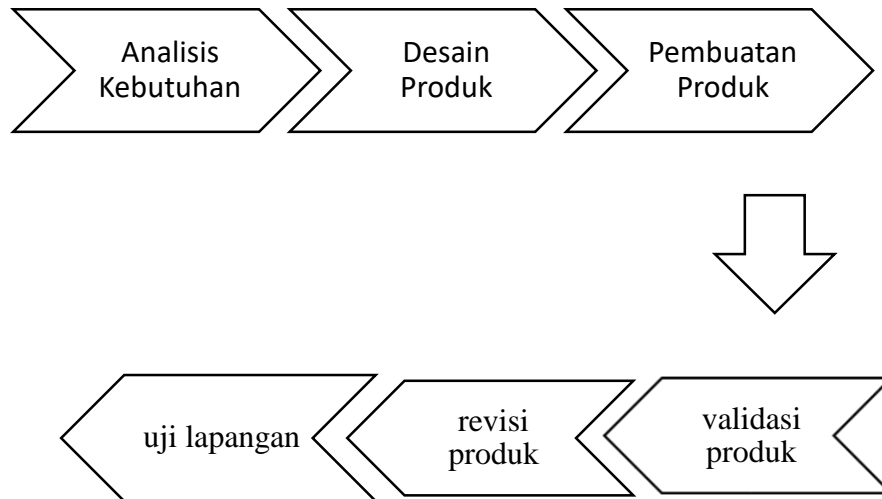 Analisis
Kebutuhan
Desain
Produk
Pembuatan
Produk
validasi
produk
revisi
produk
uji lapangan